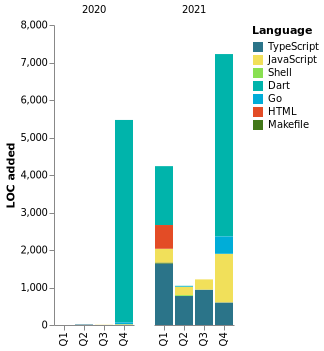 2020 2021
Language
TypeScript
JavaScript
Shell
Dart
Go
HTML
Makefile
LOC added
8,000
7,000
6,000
5,000
4,000
3,000
2,000
1,000
0
Q1 Q2 Q3 Q4 Q1 Q2 Q3 Q4